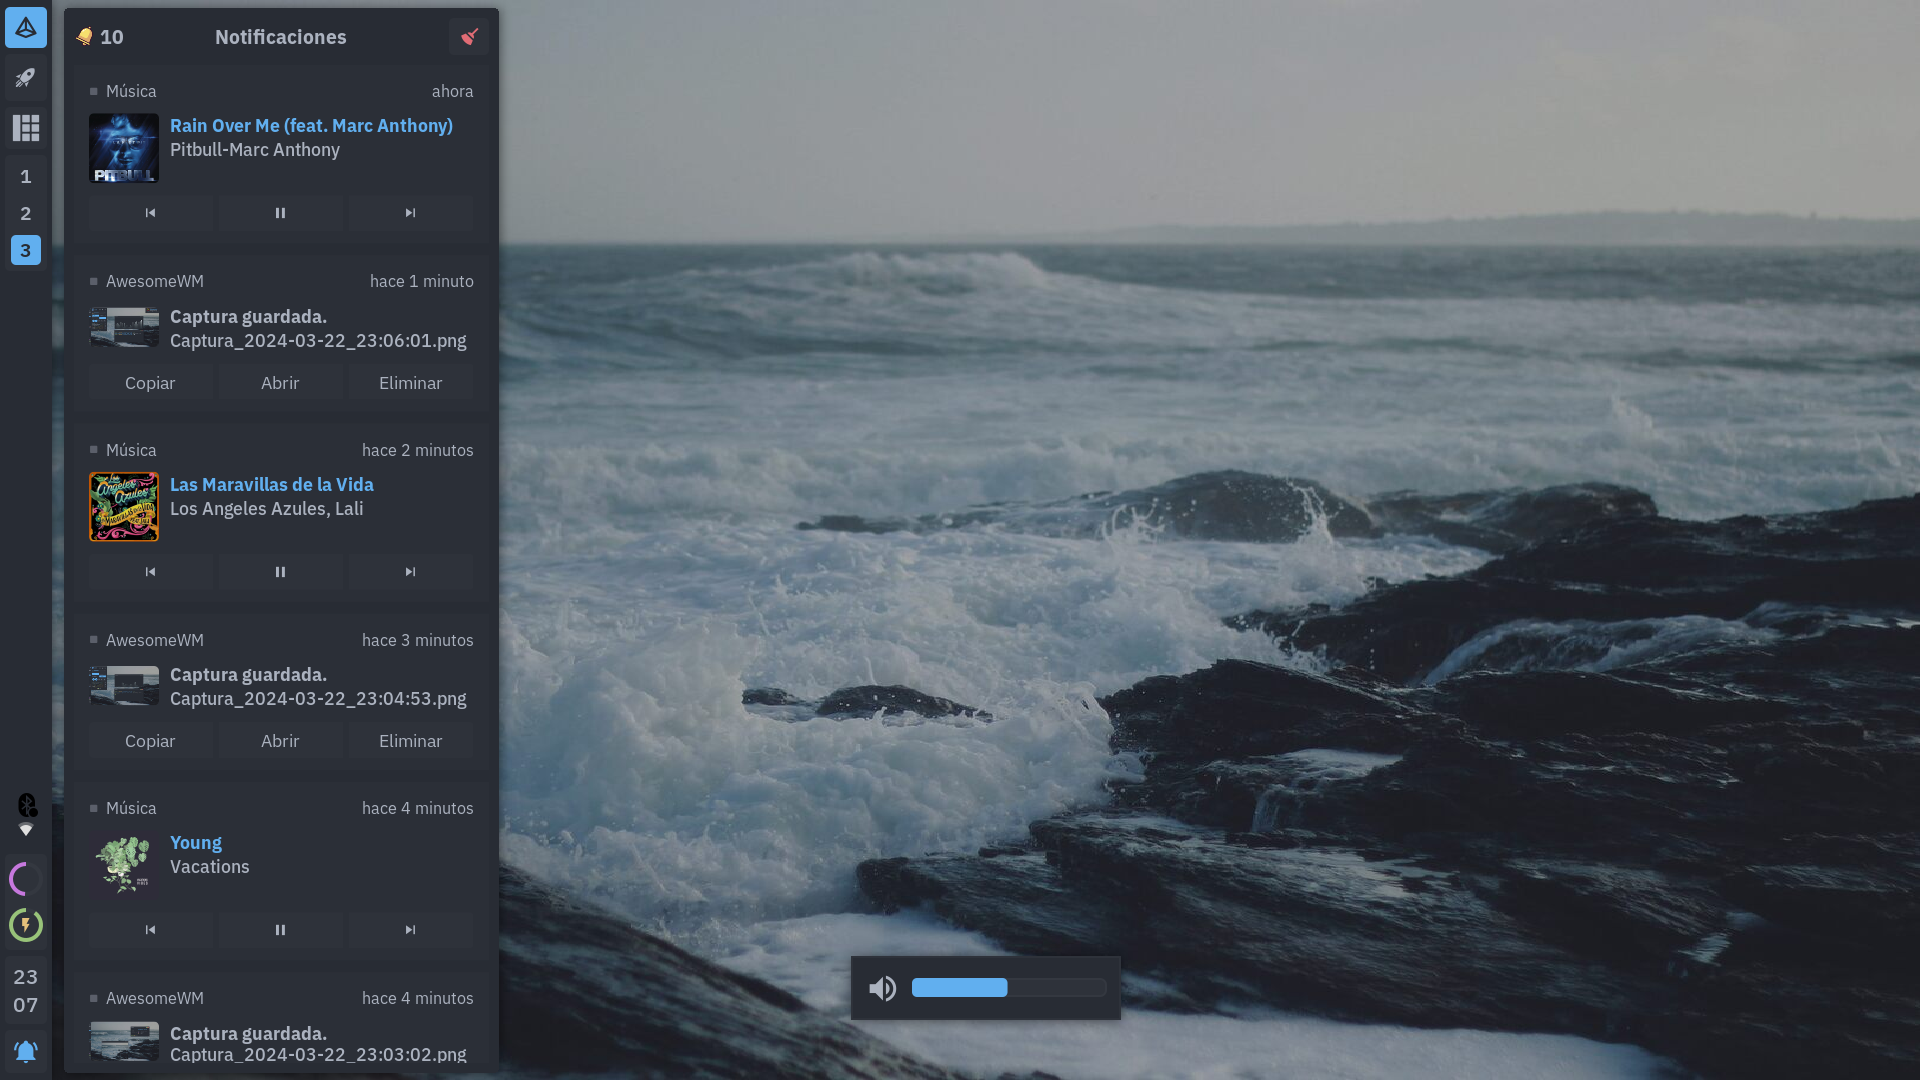 10 Notificaciones
1
2
3
Música ahora
PITBULL
Rain Over Me (feat. Marc Anthony)
Pitbull-Marc Anthony
AwesomeWM hace 1 minuto
Captura guardada.
Captura_2024-03-22_23:06:01.png
Copiar Abrir Eliminar
Música hace 2 minutos
Las Maravillas de la Vida
Los Angeles Azules, Lali
AwesomeWM hace 3 minutos
Captura guardada.
Captura_2024-03-22_23:04:53.png
Copiar Abrir Eliminar
Música hace 4 minutos
Young
Vacations
AwesomeWM hace 4 minutos
Captura guardada.
Captura_2024-03-22_23:03:02.png
23
07